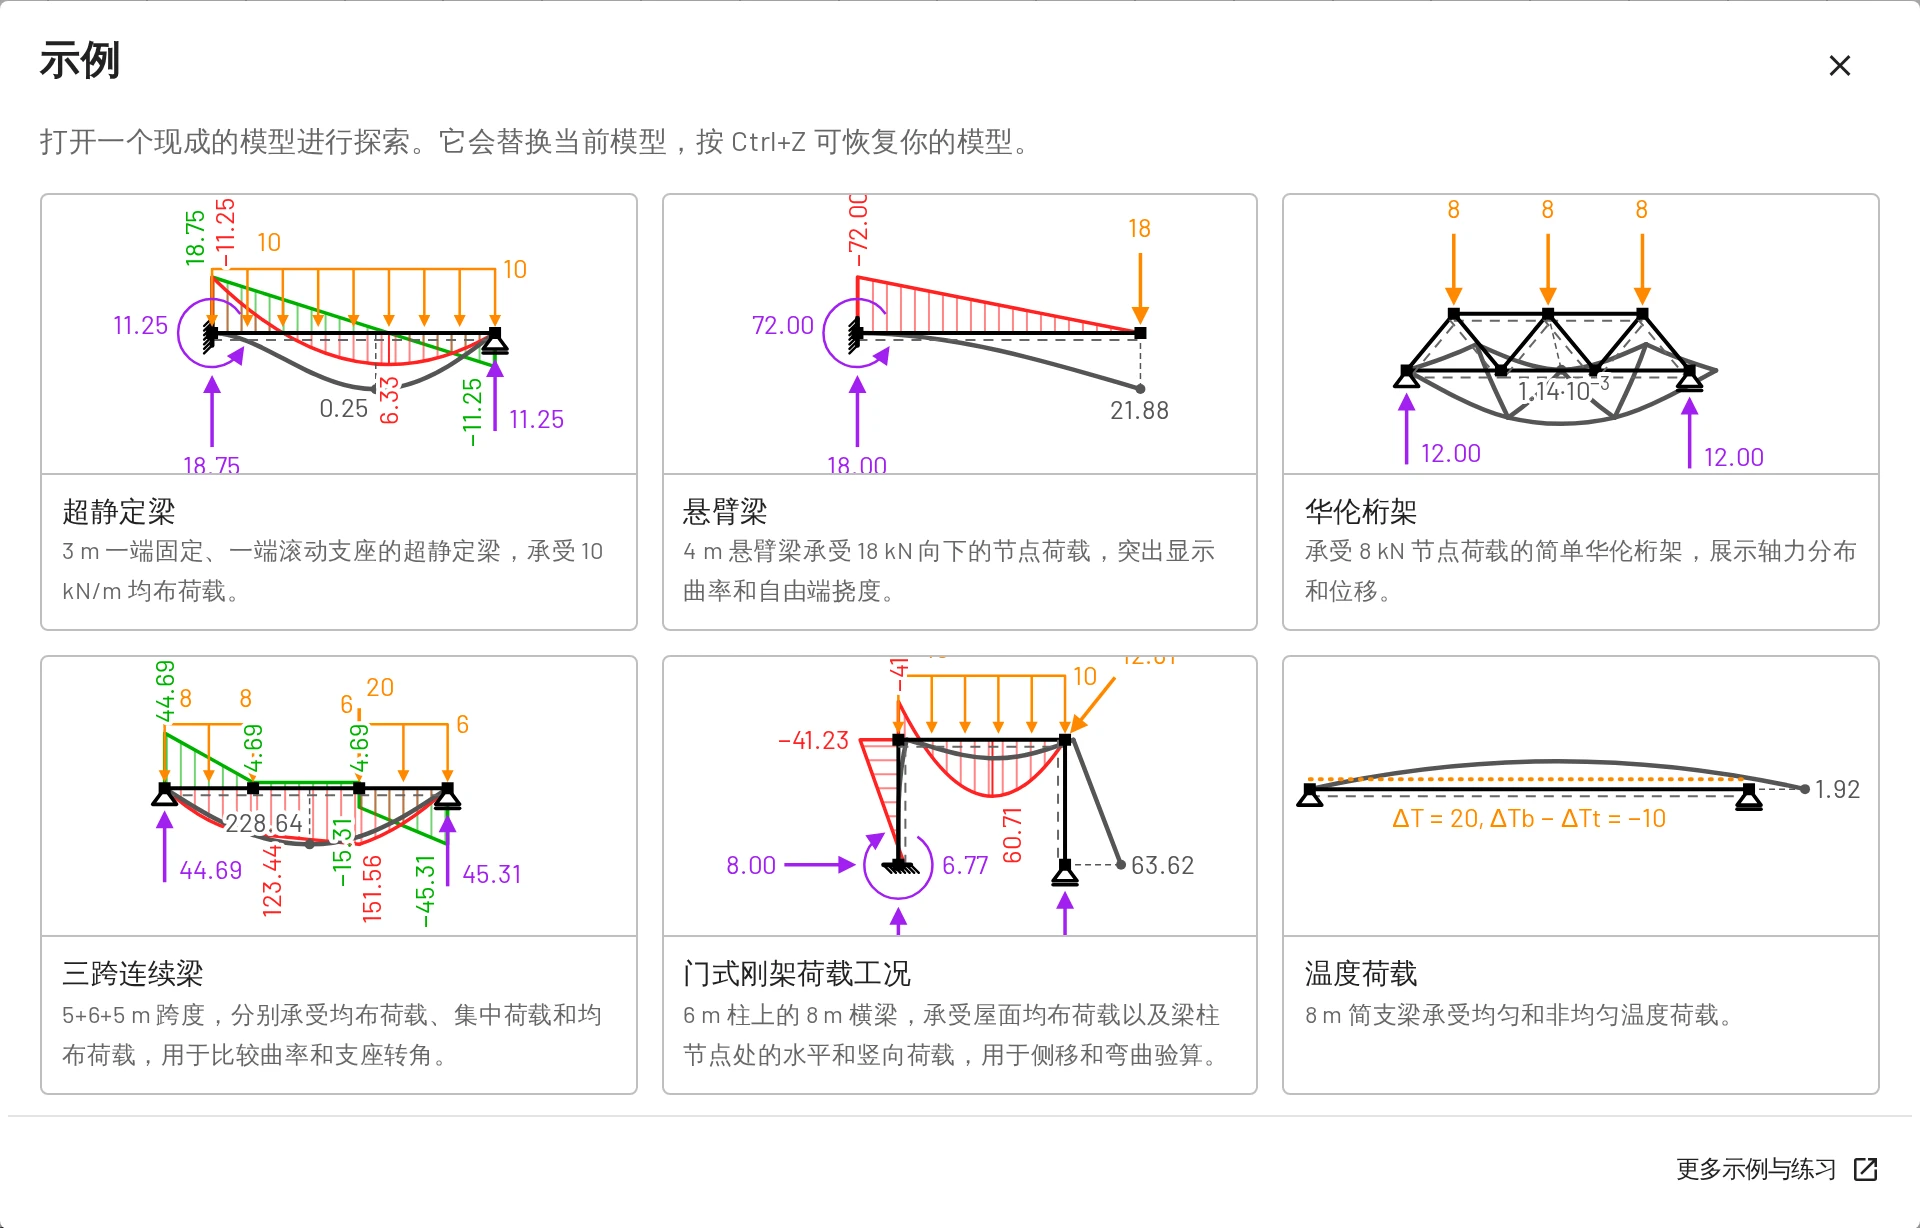 示例
打开一个现成的模型进行探索。它会替换当前模型，按 Ctrl+Z 可恢复你的模型。
18.75
−11.25
10
10
11.25
0.25
6.33
−11.25
11.25
18.75
超静定梁
3 m 一端固定、一端滚动支座的超静定梁，承受 10
kN/m 均布荷载。
−72.00
18
72.00
21.88
18.00
悬臂梁
4 m 悬臂梁承受 18 kN 向下的节点荷载，突出显示
曲率和自由端挠度。
8
8
8
1.14·10⁻³
12.00
12.00
华伦桁架
承受 8 kN 节点荷载的简单华伦桁架，展示轴力分布
和位移。
44.69
8
8
6
20
6
4.69
4.69
228.64
44.69
123.44
−15.31
151.56
−45.31
45.31
三跨连续梁
5+6+5 m 跨度，分别承受均布荷载、集中荷载和均
布荷载，用于比较曲率和支座转角。
−41
10
−41.23
60.71
8.00
6.77
63.62
门式刚架荷载工况
6 m 柱上的 8 m 横梁，承受屋面均布荷载以及梁柱
节点处的水平和竖向荷载，用于侧移和弯曲验算。
1.92
ΔT = 20, ΔTb − ΔTt = −10
温度荷载
8 m 简支梁承受均匀和非均匀温度荷载。
更多示例与练习